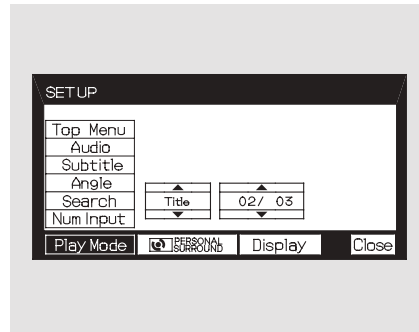 SETUP
Top Menu
Audio
Subtitle
Angle
Search
Num Input
Title
02/ 03
Play Mode
PERSONAL
SURROUND
Display
Close